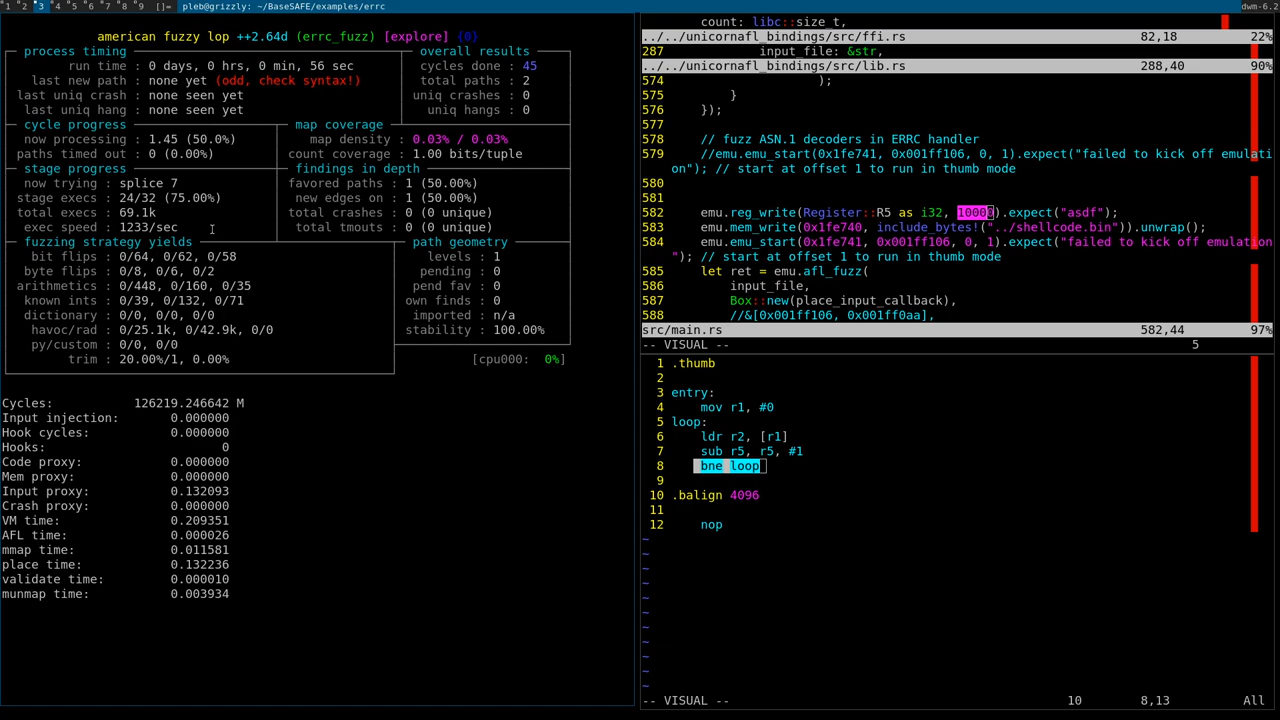 1 2 3 4 5 6 7 8 9 []= pleb@grizzly: ~/BaseSAFE/examples/errc dwm-6.2
american fuzzy lop ++2.64d (errc_fuzz) [explore] {0}
process timing overall results
run time : 0 days, 0 hrs, 0 min, 56 sec cycles done : 45
last new path : none yet (odd, check syntax!) total paths : 2
last uniq crash : none seen yet uniq crashes : 0
last uniq hang : none seen yet uniq hangs : 0
cycle progress map coverage
now processing : 1.45 (50.0%) map density : 0.03% / 0.03%
paths timed out : 0 (0.00%) count coverage : 1.00 bits/tuple
stage progress findings in depth
now trying : splice 7 favored paths : 1 (50.00%)
stage execs : 24/32 (75.00%) new edges on : 1 (50.00%)
total execs : 69.1k total crashes : 0 (0 unique)
exec speed : 1233/sec total tmouts : 0 (0 unique)
fuzzing strategy yields path geometry
bit flips : 0/64, 0/62, 0/58 levels : 1
byte flips : 0/8, 0/6, 0/2 pending : 0
arithmetics : 0/448, 0/160, 0/35 pend fav : 0
known ints : 0/39, 0/132, 0/71 own finds : 0
dictionary : 0/0, 0/0, 0/0 imported : n/a
havoc/rad : 0/25.1k, 0/42.9k, 0/0 stability : 100.00%
py/custom : 0/0, 0/0
trim : 20.00%/1, 0.00% [cpu000: 0%]
Cycles: 126219.246642 M
Input injection: 0.000000
Hook cycles: 0.000000
Hooks: 0
Code proxy: 0.000000
Mem proxy: 0.000000
Input proxy: 0.132093
Crash proxy: 0.000000
VM time: 0.209351
AFL time: 0.000026
mmap time: 0.011581
place time: 0.132236
validate time: 0.000010
munmap time: 0.003934
count: libc::size_t,
../../unicornafl_bindings/src/ffi.rs 82,18 22%
287 input_file: &str,
../../unicornafl_bindings/src/lib.rs 288,40 90%
574 );
575 }
576 });
577
578 // fuzz ASN.1 decoders in ERRC handler
579 //emu.emu_start(0x1fe741, 0x001ff106, 0, 1).expect("failed to kick off emulati
on"); // start at offset 1 to run in thumb mode
580
581
582 emu.reg_write(Register::R5 as i32, 10000).expect("asdf");
583 emu.mem_write(0x1fe740, include_bytes!("../shellcode.bin")).unwrap();
584 emu.emu_start(0x1fe741, 0x001ff106, 0, 1).expect("failed to kick off emulation
"); // start at offset 1 to run in thumb mode
585 let ret = emu.afl_fuzz(
586 input_file,
587 Box::new(place_input_callback),
588 //&[0x001ff106, 0x001ff0aa],
src/main.rs 582,44 97%
-- VISUAL -- 5
1 .thumb
2
3 entry:
4 mov r1, #0
5 loop:
6 ldr r2, [r1]
7 sub r5, r5, #1
8 bne loop
9
10 .balign 4096
11
12 nop
~
~
~
~
~
~
~
~
~
~
~
-- VISUAL -- 10 8,13 All